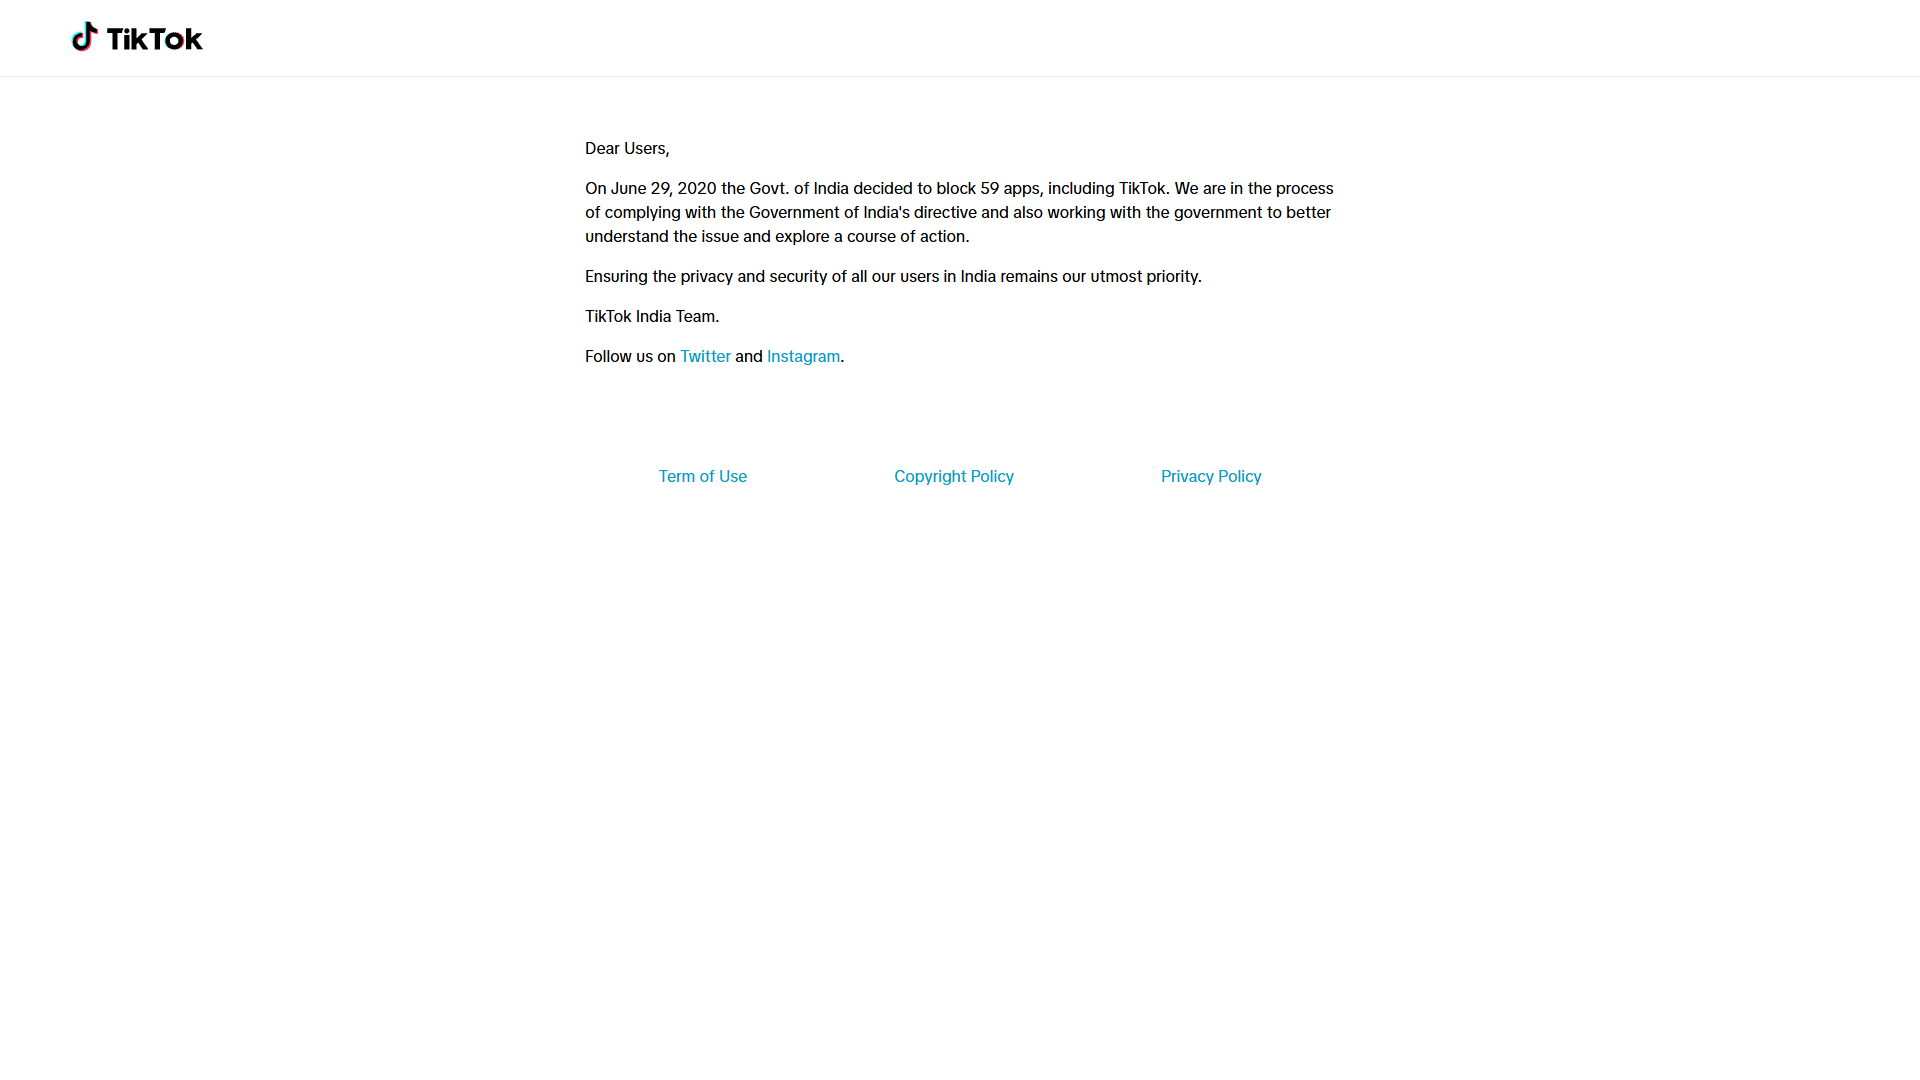 TikTok
Dear Users,
On June 29, 2020 the Govt. of India decided to block 59 apps, including TikTok. We are in the process
of complying with the Government of India's directive and also working with the government to better
understand the issue and explore a course of action.
Ensuring the privacy and security of all our users in India remains our utmost priority.
TikTok India Team.
Follow us on Twitter and Instagram.
Term of Use Copyright Policy Privacy Policy